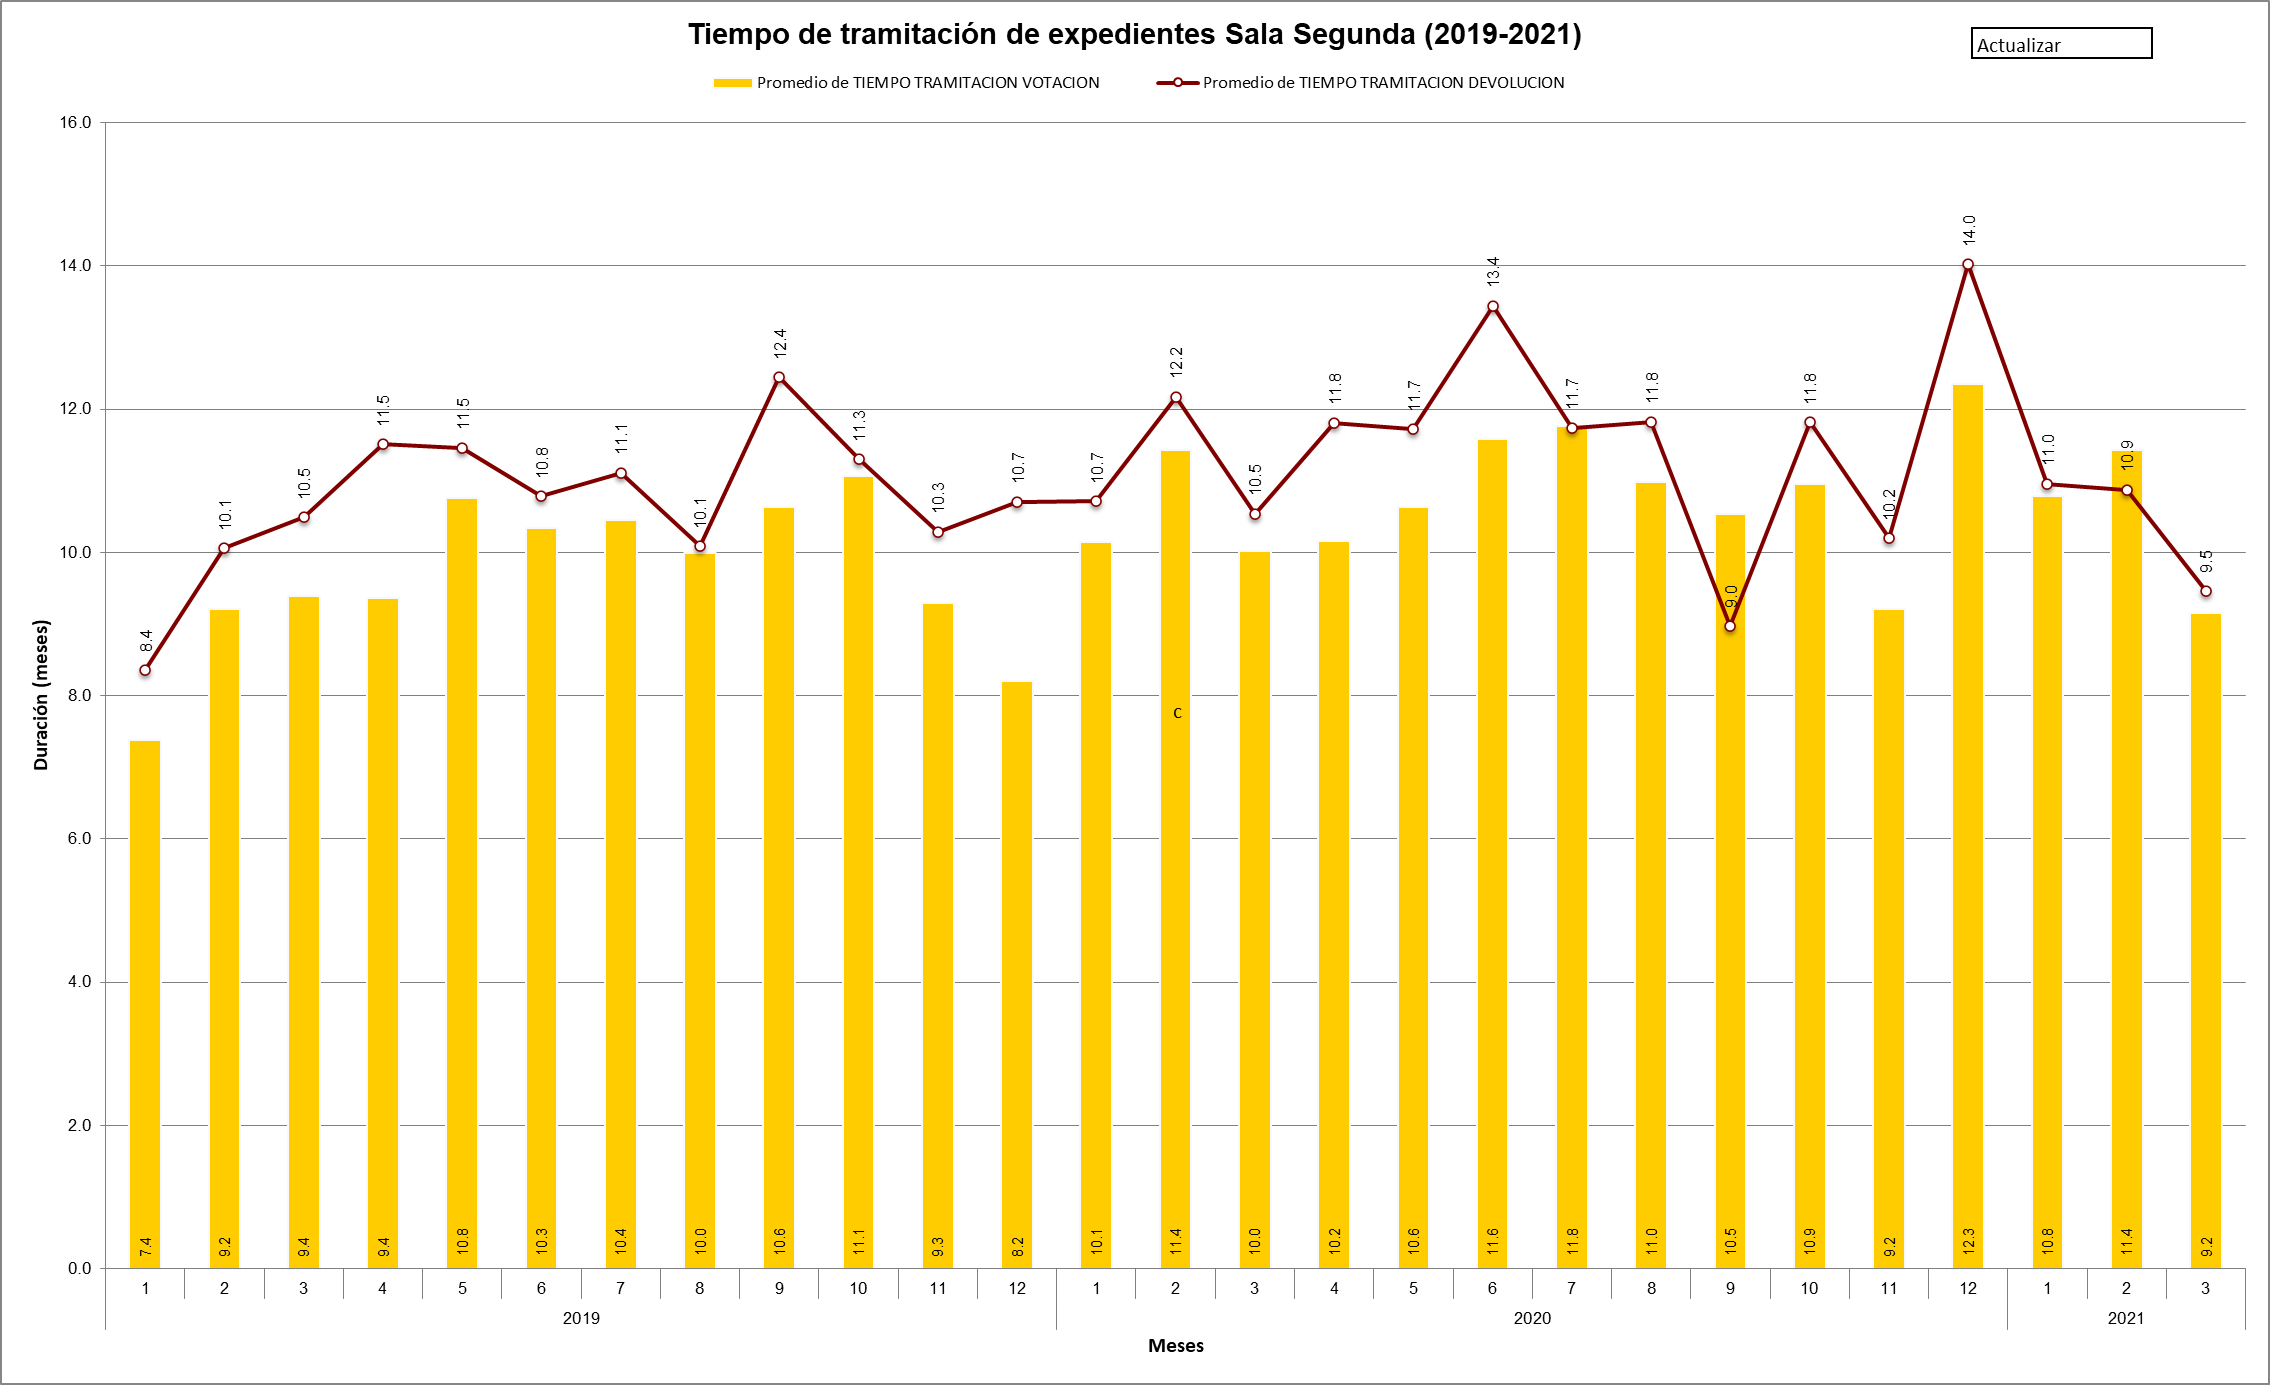 Tiempo de tramitación de expedientes Sala Segunda (2019-2021)
Actualizar
Promedio de TIEMPO TRAMITACION VOTACION Promedio de TIEMPO TRAMITACION DEVOLUCION
16.0
14.0
12.0
10.0
8.0
6.0
4.0
2.0
0.0
Duración (meses)
8.4 10.1 10.5 11.5 11.5 10.8 11.1 10.1 12.4 11.3 10.3 10.7 10.7 12.2 10.5 11.8 11.7 13.4 11.7 11.8 9.0 11.8 10.2 14.0 11.0 10.9 9.5
C
7.4 9.2 9.4 9.4 10.8 10.3 10.4 10.0 10.6 11.1 9.3 8.2 10.1 11.4 10.0 10.2 10.6 11.6 11.8 11.0 10.5 10.9 9.2 12.3 10.8 11.4 9.2
1 2 3 4 5 6 7 8 9 10 11 12 1 2 3 4 5 6 7 8 9 10 11 12 1 2 3
2019 2020 2021
Meses